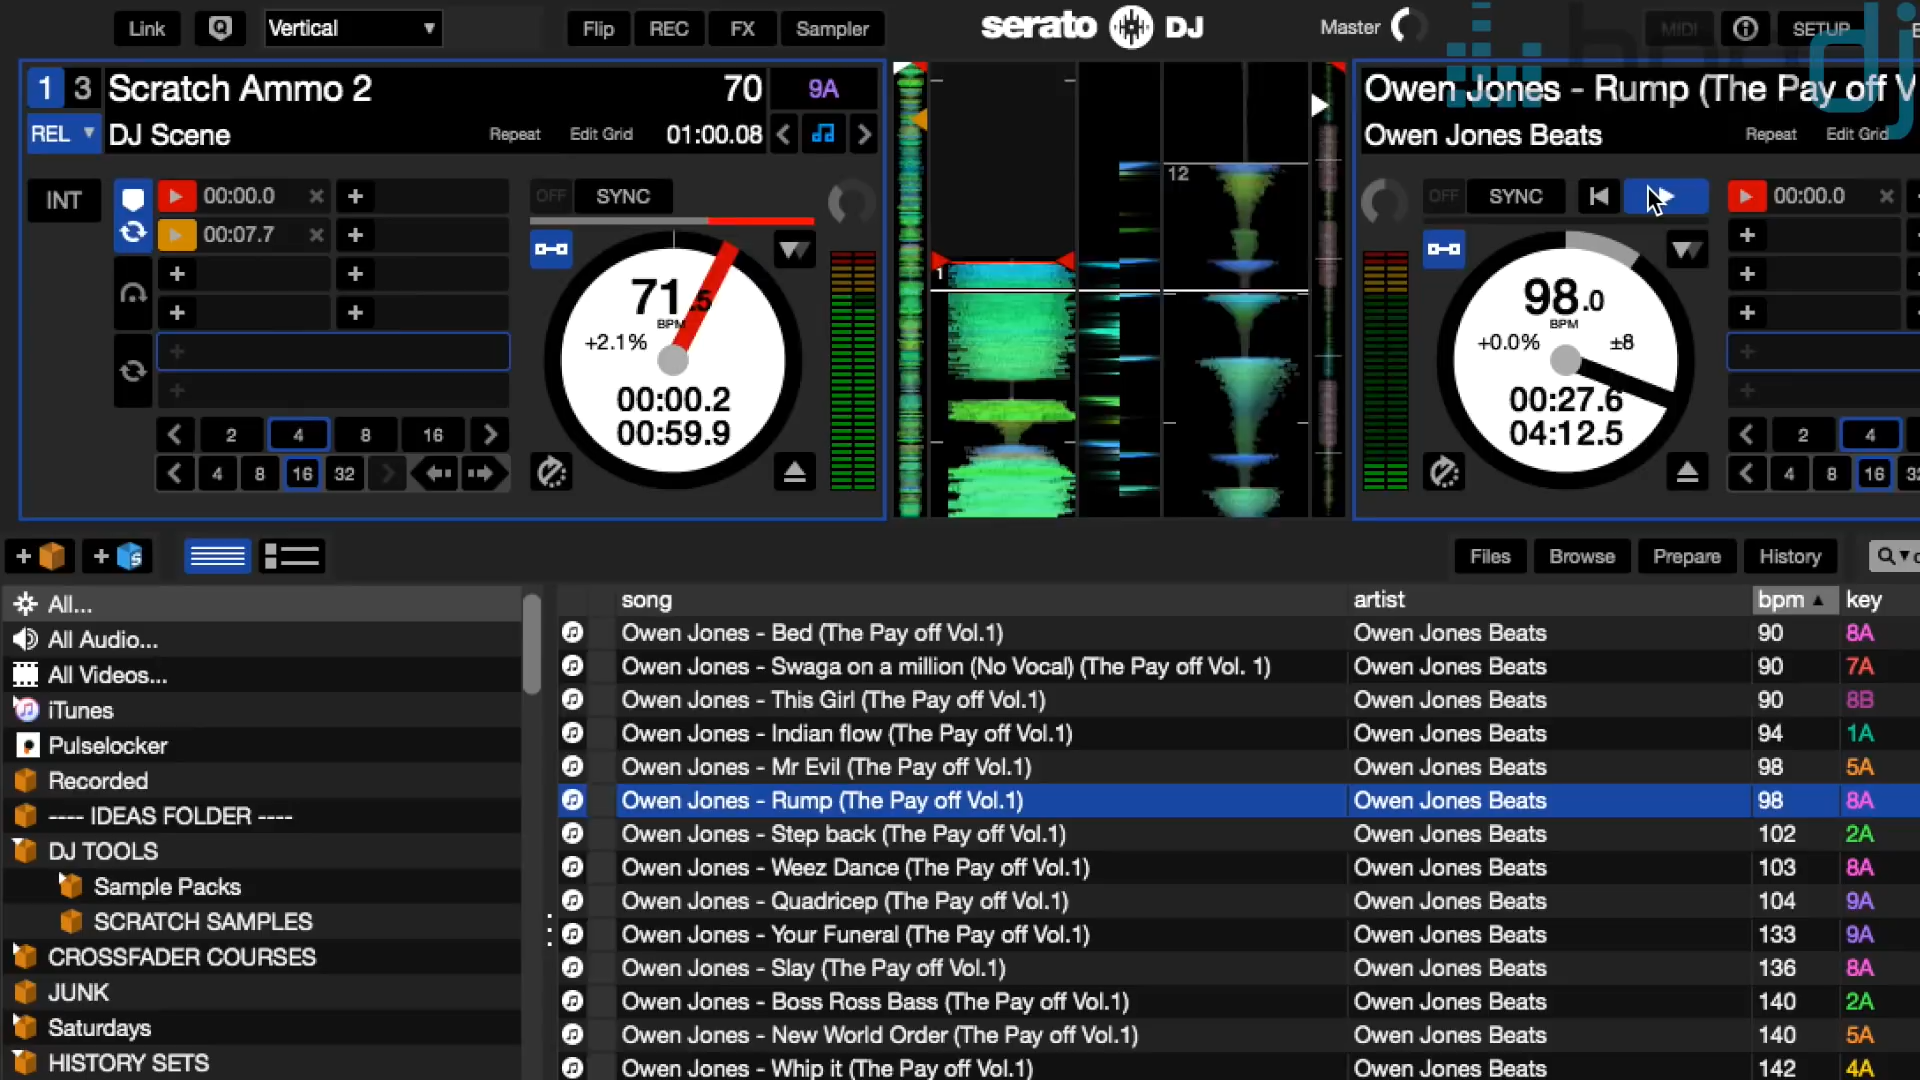 Link
Vertical
Flip
REC
FX
Sampler
serato DJ
Master
MIDI
SETUP
dj
1 3 Scratch Ammo 2 70 9A
REL DJ Scene Repeat Edit Grid 01:00.08
Owen Jones - Rump (The Pay off V
Owen Jones Beats Repeat Edit Grid
INT
00:00.0
00:07.7
OFF SYNC
71.5
BPM
+2.1%
00:00.2
00:59.9
2 4 8 16
4 8 16 32
1
12
OFF SYNC
98.0
BPM
+0.0% ±8
00:27.6
04:12.5
00:00.0
2 4
4 8 16
Files Browse Prepare History
All...
All Audio...
All Videos...
iTunes
Pulselocker
Recorded
---- IDEAS FOLDER ----
DJ TOOLS
Sample Packs
SCRATCH SAMPLES
CROSSFADER COURSES
JUNK
Saturdays
HISTORY SETS
song artist bpm key
Owen Jones - Bed (The Pay off Vol.1) Owen Jones Beats 90 8A
Owen Jones - Swaga on a million (No Vocal) (The Pay off Vol. 1) Owen Jones Beats 90 7A
Owen Jones - This Girl (The Pay off Vol.1) Owen Jones Beats 90 8B
Owen Jones - Indian flow (The Pay off Vol.1) Owen Jones Beats 94 1A
Owen Jones - Mr Evil (The Pay off Vol.1) Owen Jones Beats 98 5A
Owen Jones - Rump (The Pay off Vol.1) Owen Jones Beats 98 8A
Owen Jones - Step back (The Pay off Vol.1) Owen Jones Beats 102 2A
Owen Jones - Weez Dance (The Pay off Vol.1) Owen Jones Beats 103 8A
Owen Jones - Quadricep (The Pay off Vol.1) Owen Jones Beats 104 9A
Owen Jones - Your Funeral (The Pay off Vol.1) Owen Jones Beats 133 9A
Owen Jones - Slay (The Pay off Vol.1) Owen Jones Beats 136 8A
Owen Jones - Boss Ross Bass (The Pay off Vol.1) Owen Jones Beats 140 2A
Owen Jones - New World Order (The Pay off Vol.1) Owen Jones Beats 140 5A
Owen Jones - Whip it (The Pay off Vol.1) Owen Jones Beats 142 4A